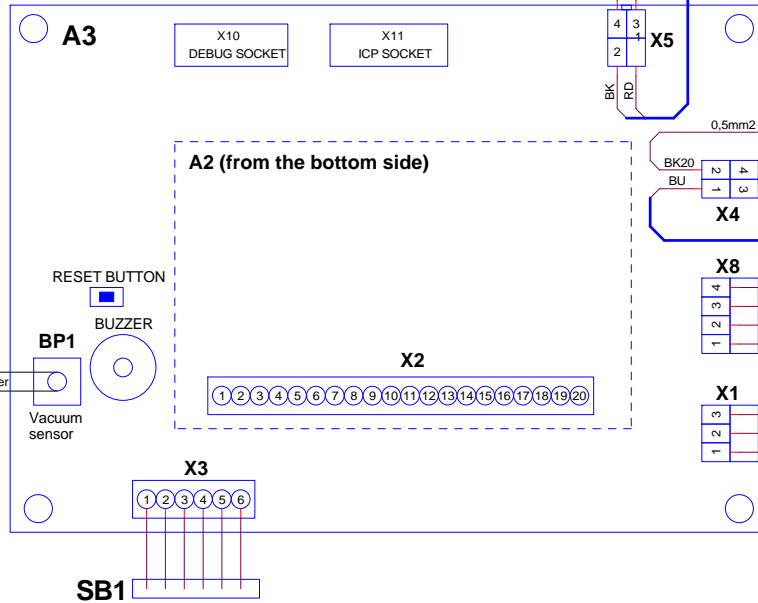 A3
X10
DEBUG SOCKET
X11
ICP SOCKET
4 3
2 1
X5
BK
RD
0,5mm2
A2 (from the bottom side)
BK20
BU
2 4
1 3
X4
RESET BUTTON
BUZZER
BP1
er
Vacuum
sensor
X8
4
3
2
1
X2
1 2 3 4 5 6 7 8 9 10 11 12 13 14 15 16 17 18 19 20
X1
3
2
1
X3
1 2 3 4 5 6
SB1